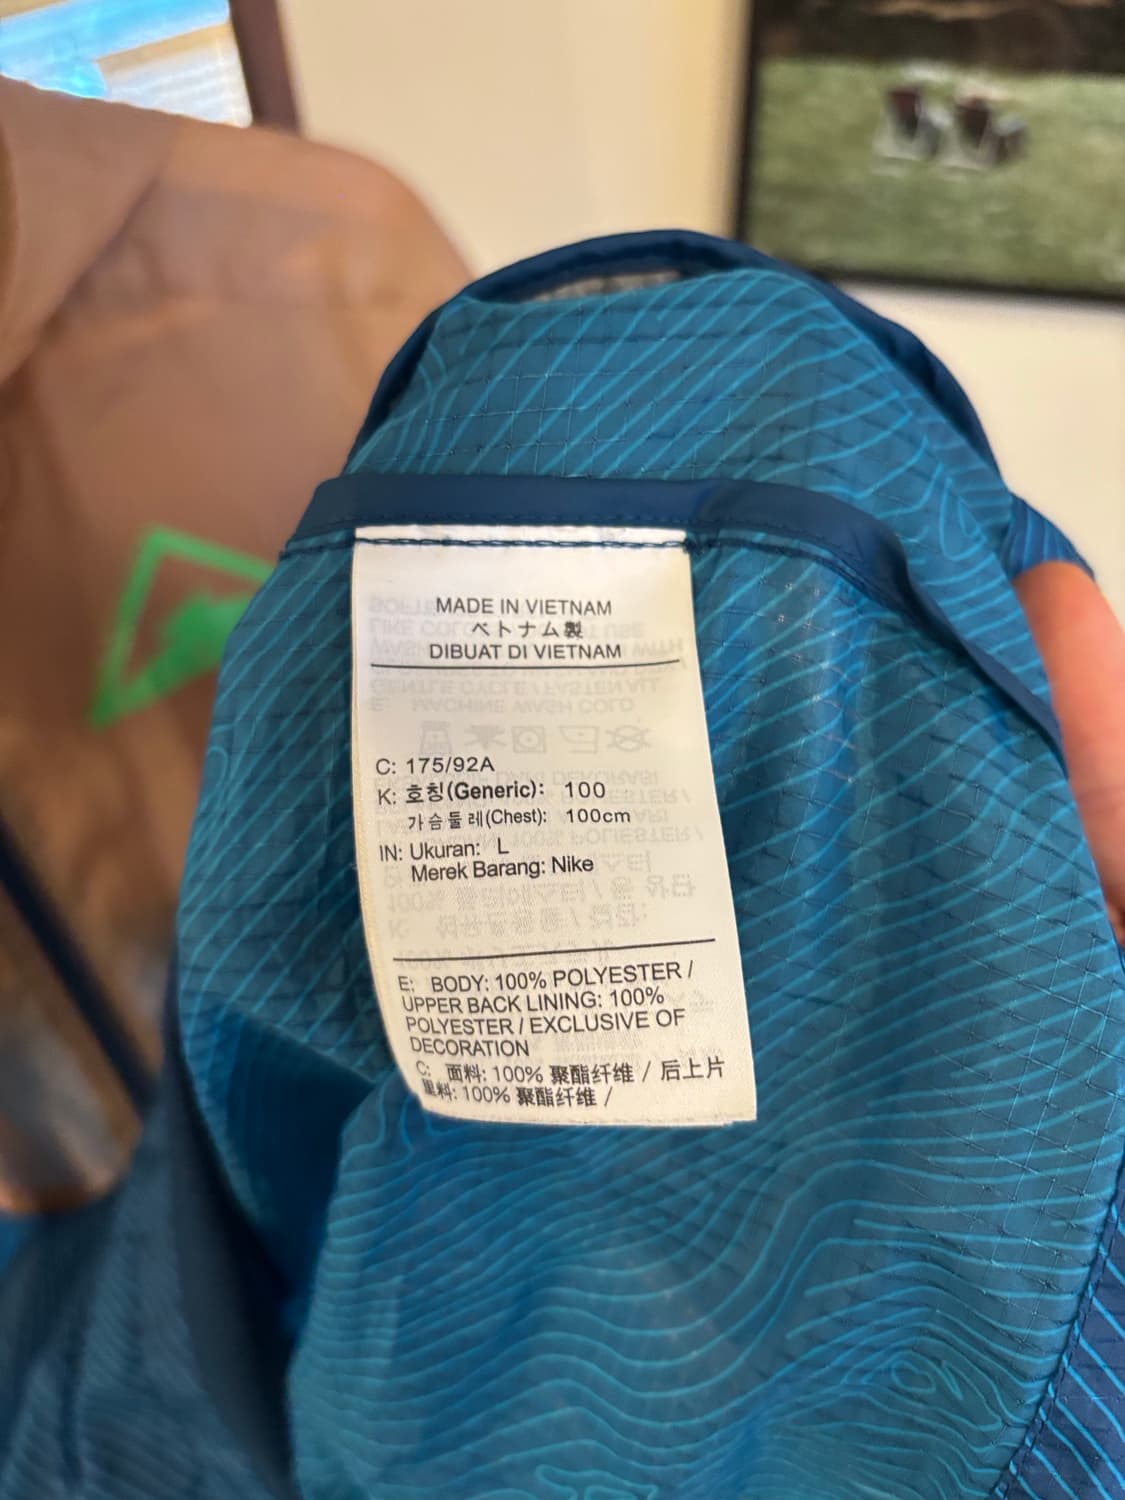 MADE IN VIETNAM
ベトナム製
DIBUAT DI VIETNAM
C: 175/92A
K: 호칭(Generic): 100
가슴둘레(Chest): 100cm
IN: Ukuran: L
Merek Barang: Nike
E: BODY: 100% POLYESTER /
UPPER BACK LINING: 100%
POLYESTER / EXCLUSIVE OF
DECORATION
C: 面料: 100% 聚酯纤维 / 后上片
里料: 100% 聚酯纤维 /